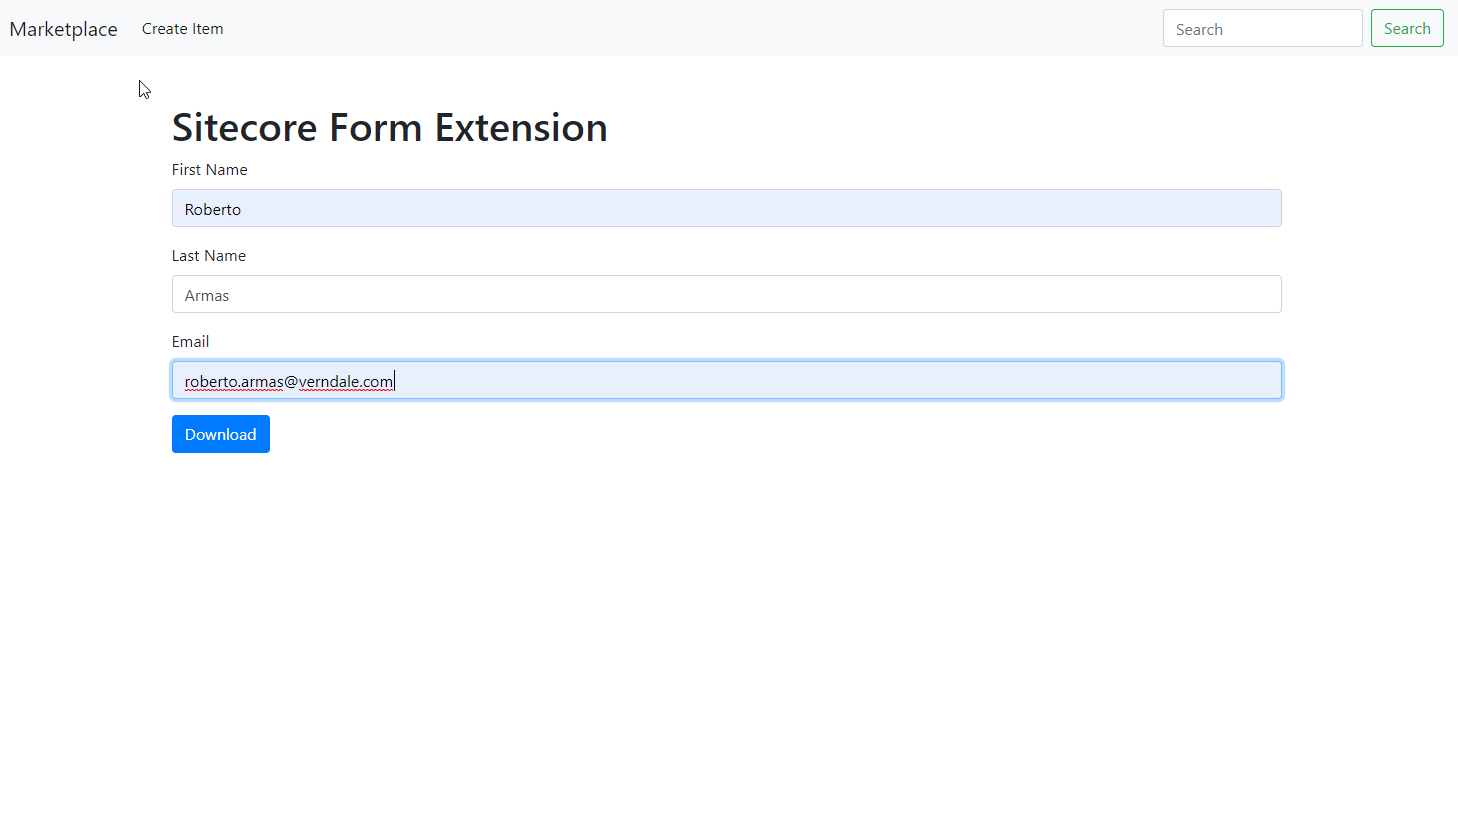 Marketplace Create Item Search Search
Sitecore Form Extension
First Name
Roberto
Last Name
Armas
Email
roberto.armas@verndale.com
Download